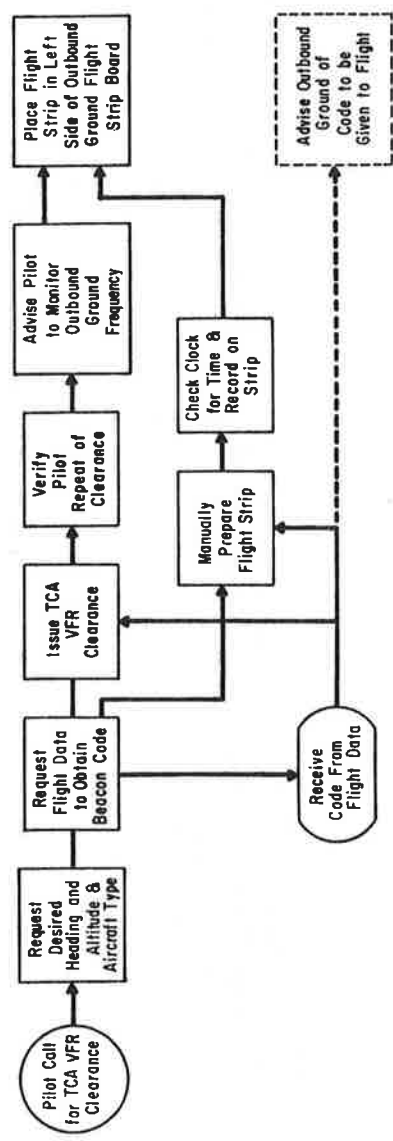 Pilot Call
for TCA VFR
Clearance
Request
Desired
Heading and
Altitude &
Aircraft Type
Request
Flight Data
to Obtain
Beacon Code
Issue TCA
VFR
Clearance
Verify
Pilot
Repeat of
Clearance
Advise Pilot
to Monitor
Outbound
Ground
Frequency
Place Flight
Strip in Left
Side of Outbound
Ground Flight
Strip Board
Manually
Prepare
Flight Strip
Check Clock
for Time &
Record on
Strip
Receive
Code From
Flight Data
Advise Outbound
Ground of
Code to be
Given to Flight